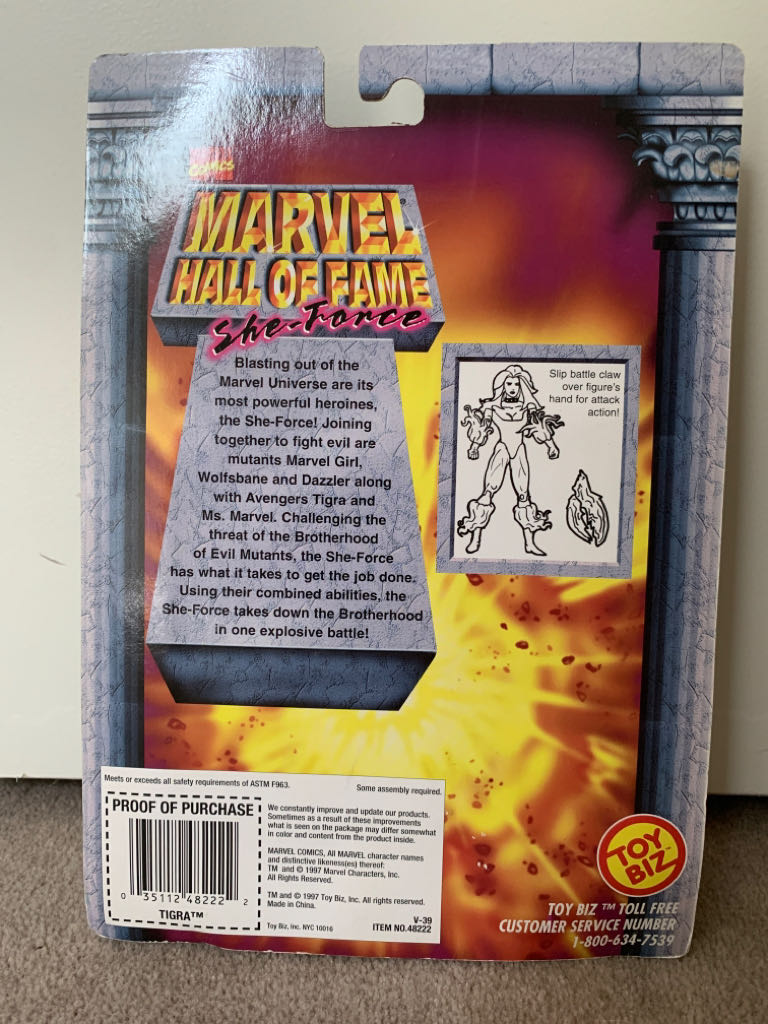 COMICS
MARVEL
HALL OF FAME
She-Force
Blasting out of the
Marvel Universe are its
most powerful heroines,
the She-Force! Joining
together to fight evil are
mutants Marvel Girl,
Wolfsbane and Dazzler along
with Avengers Tigra and
Ms. Marvel. Challenging the
threat of the Brotherhood
of Evil Mutants, the She-Force
has what it takes to get the job done.
Using their combined abilities, the
She-Force takes down the Brotherhood
in one explosive battle!
Slip battle claw
over figure's
hand for attack
action!
Meets or exceeds all safety requirements of ASTM F963.
Some assembly required.
PROOF OF PURCHASE
0 35112 48222 2
TIGRA™
We constantly improve and update our products.
Sometimes as a result of these improvements
what is seen on the package may differ somewhat
in color and content from the product inside.
MARVEL COMICS, All MARVEL character names
and distinctive likeness(es) thereof:
TM and © 1997 Marvel Characters, Inc.
All Rights Reserved.
TM and © 1997 Toy Biz, Inc. All rights reserved.
Made in China.
Toy Biz, Inc. NYC 10016
V-39
ITEM NO.48222
TOY
BIZ
TOY BIZ ™ TOLL FREE
CUSTOMER SERVICE NUMBER
1-800-634-7539